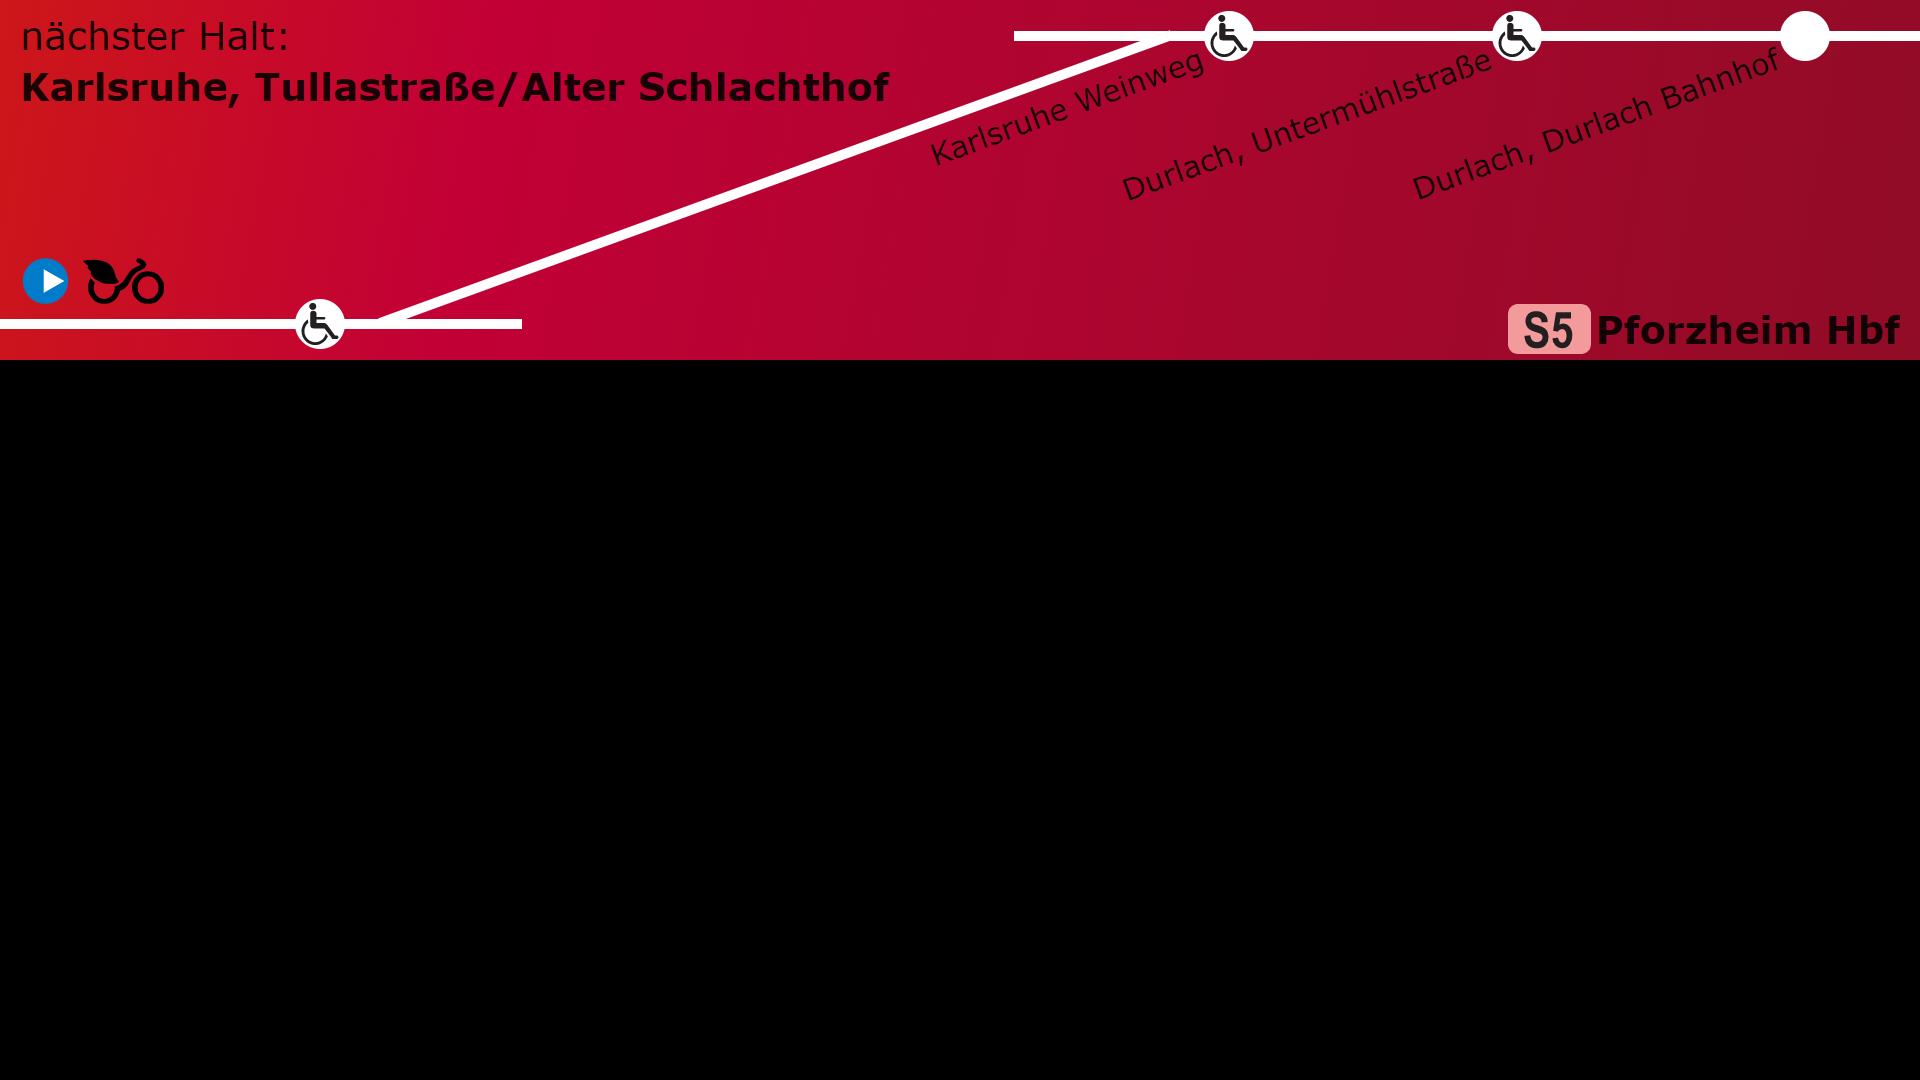 nächster Halt:
Karlsruhe, Tullastraße/Alter Schlachthof
Karlsruhe Weinweg
Durlach, Untermühlstraße
Durlach, Durlach Bahnhof
S5 Pforzheim Hbf